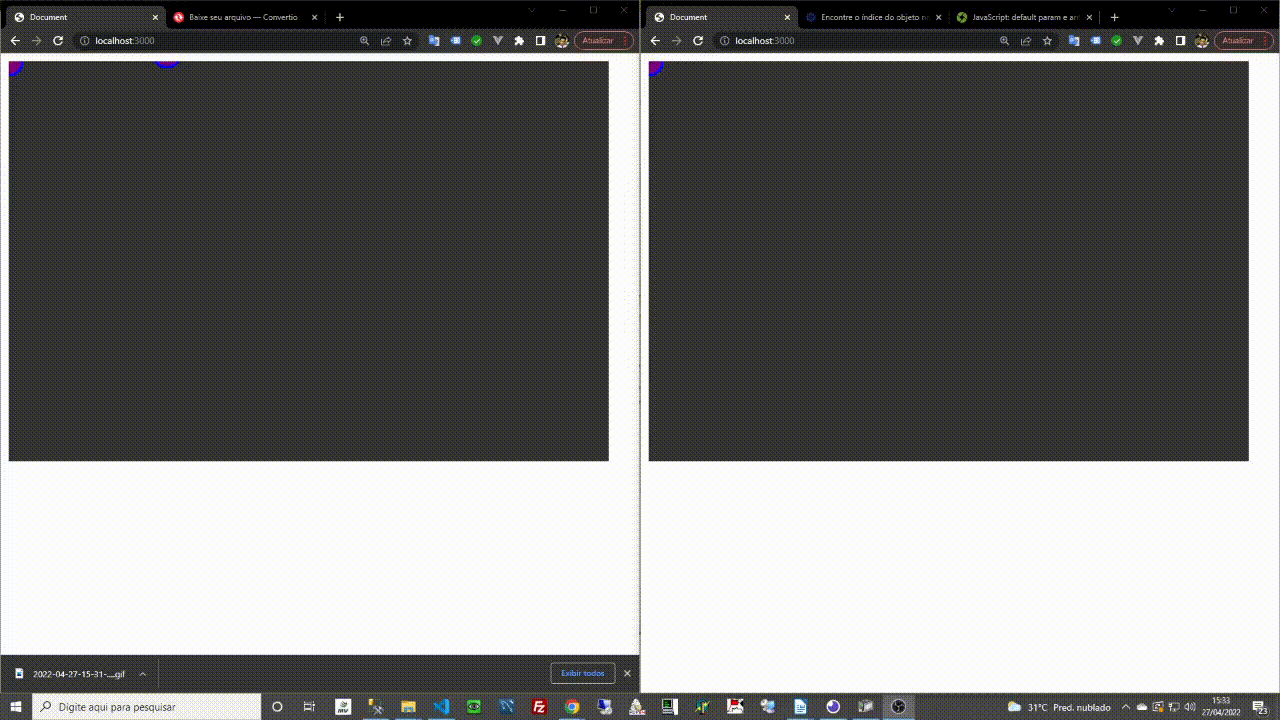 Document
Baixe seu arquivo — Convertio
localhost:3000
Atualizar
2022-04-27-15-31-....gif
Exibir todos
Document
Encontre o índice do objeto n
JavaScript: default param e ar
localhost:3000
Atualizar
Digite aqui para pesquisar
mv
FZ
31°C Pred. nublado
15:33
27/04/2022
23